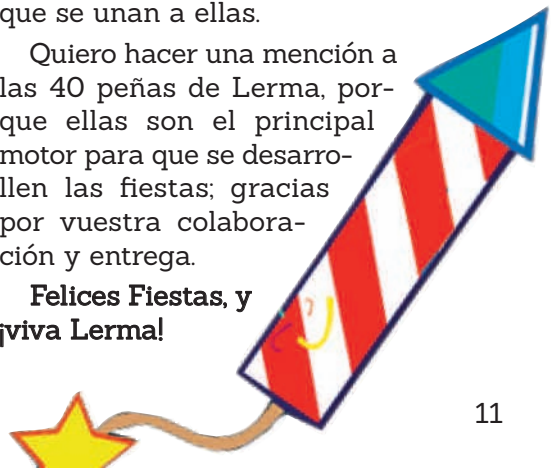 que se unan a ellas.
Quiero hacer una mención a
las 40 peñas de Lerma, por-
que ellas son el principal
motor para que se desarro-
llen las fiestas; gracias
por vuestra colabora-
ción y entrega.
Felices Fiestas, y
¡viva Lerma!
11